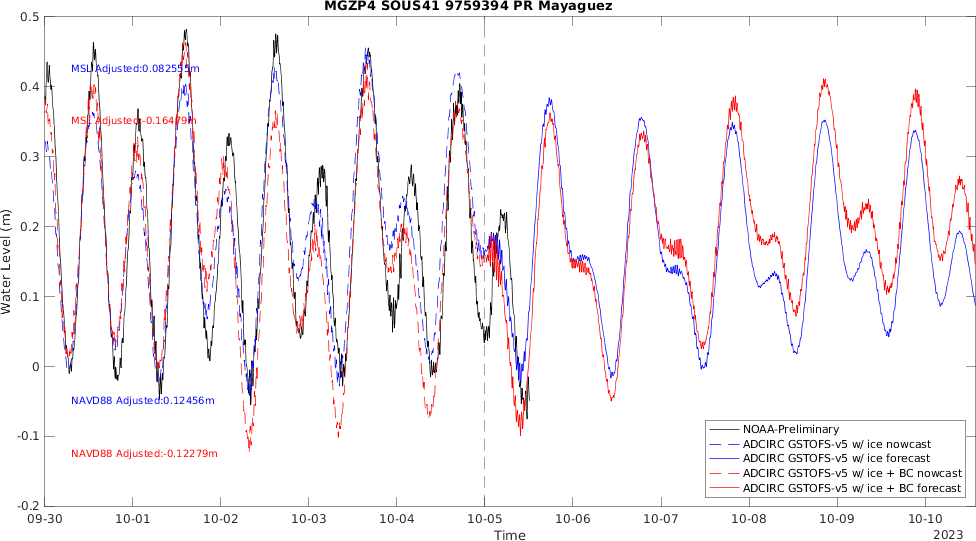 MGZP4 SOUS41 9759394 PR Mayaguez
0.5
0.4
0.3
0.2
0.1
0
-0.1
-0.2
Water Level (m)
MSL Adjusted:0.082555m
MSL Adjusted:-0.16479m
NAVD88 Adjusted:0.12456m
NAVD88 Adjusted:-0.12279m
NOAA-Preliminary
ADCIRC GSTOFS-v5 w/ ice nowcast
ADCIRC GSTOFS-v5 w/ ice forecast
ADCIRC GSTOFS-v5 w/ ice + BC nowcast
ADCIRC GSTOFS-v5 w/ ice + BC forecast
09-30 10-01 10-02 10-03 10-04 10-05 10-06 10-07 10-08 10-09 10-10
Time
2023